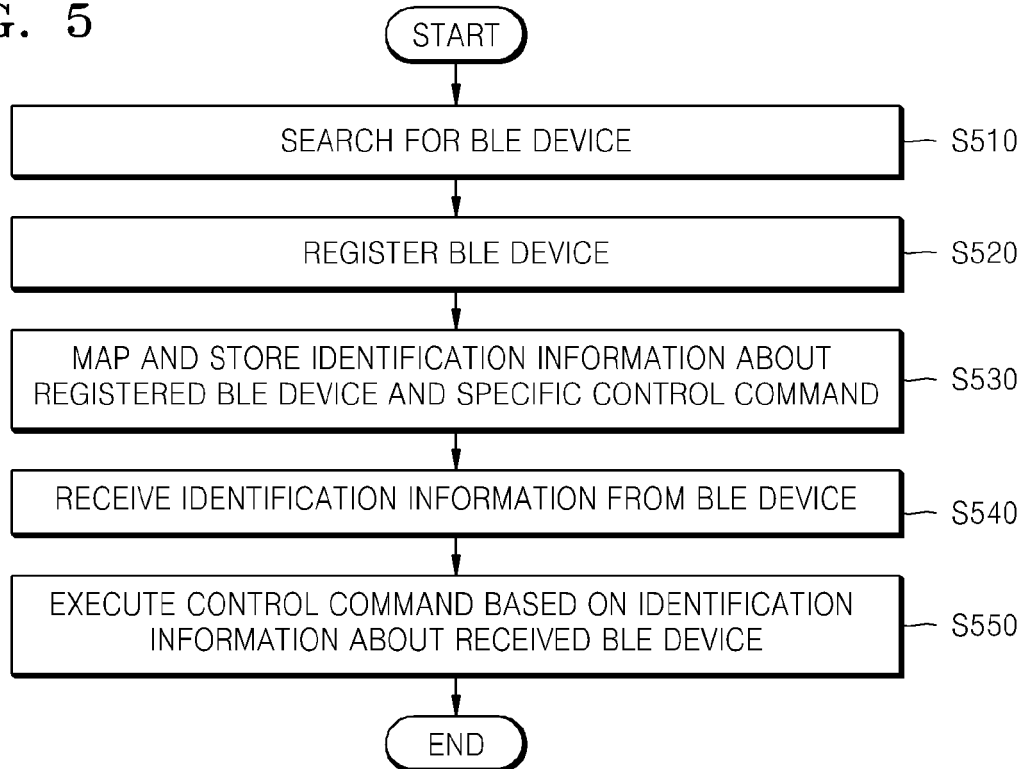 G. 5
START
SEARCH FOR BLE DEVICE
S510
REGISTER BLE DEVICE
S520
MAP AND STORE IDENTIFICATION INFORMATION ABOUT
REGISTERED BLE DEVICE AND SPECIFIC CONTROL COMMAND
S530
RECEIVE IDENTIFICATION INFORMATION FROM BLE DEVICE
S540
EXECUTE CONTROL COMMAND BASED ON IDENTIFICATION
INFORMATION ABOUT RECEIVED BLE DEVICE
S550
END